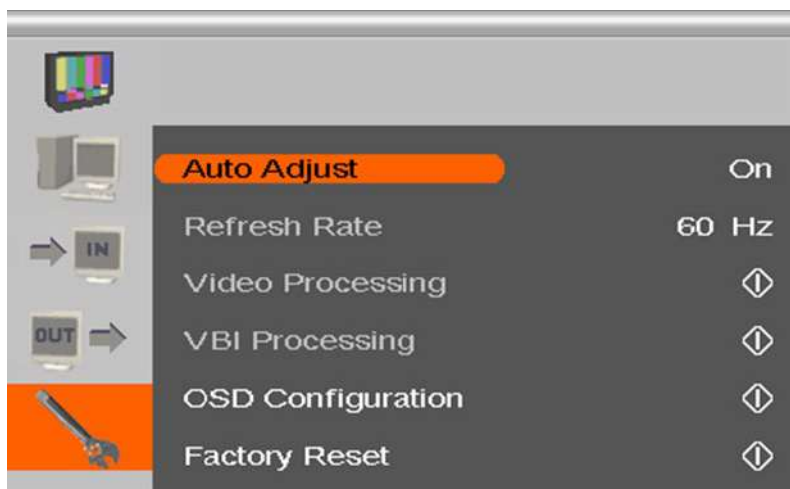 Auto Adjust On
Refresh Rate 60 Hz
IN
Video Processing
OUT
VBI Processing
OSD Configuration
Factory Reset